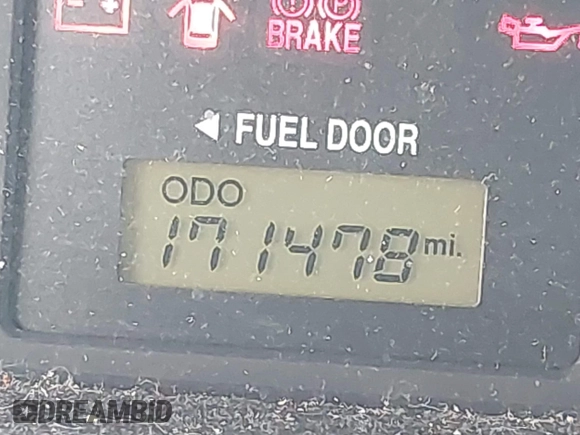 BRAKE
◄ FUEL DOOR
ODO
171478 mi.
DREAMBID